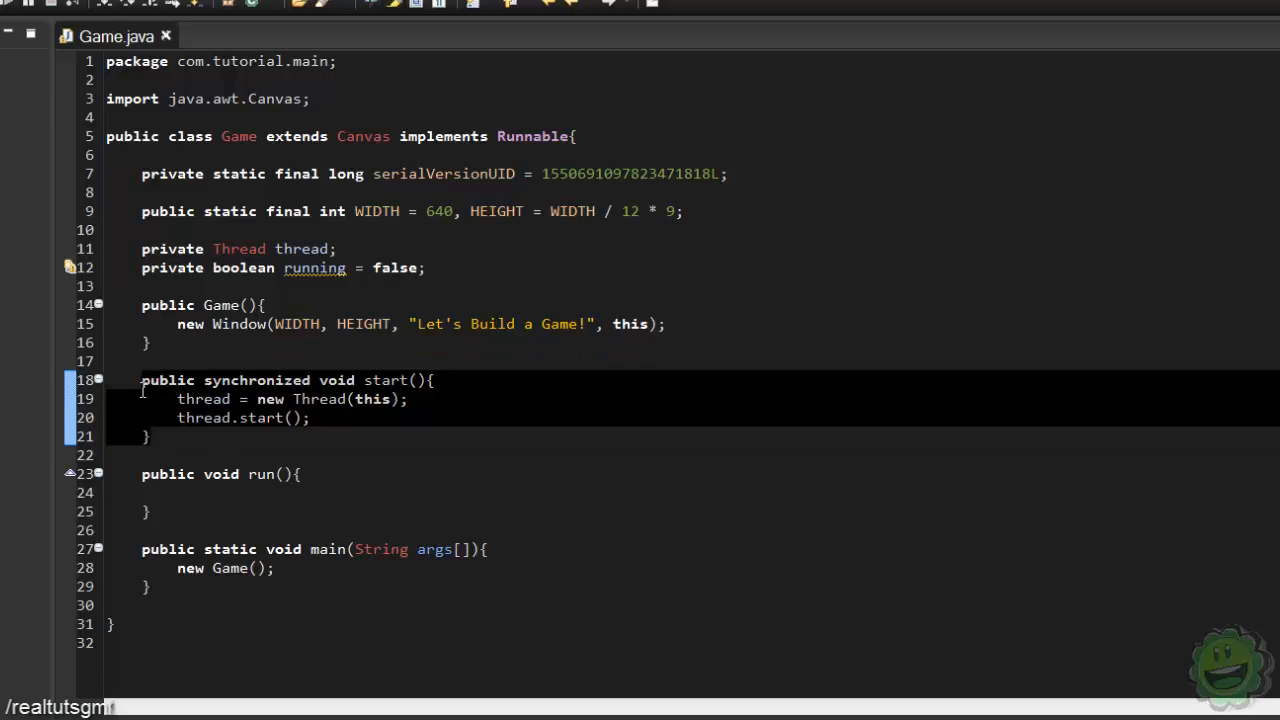 Game.java
1 package com.tutorial.main;
2
3 import java.awt.Canvas;
4
5 public class Game extends Canvas implements Runnable{
6
7 private static final long serialVersionUID = 1550691097823471818L;
8
9 public static final int WIDTH = 640, HEIGHT = WIDTH / 12 * 9;
10
11 private Thread thread;
12 private boolean running = false;
13
14 public Game(){
15 new Window(WIDTH, HEIGHT, "Let's Build a Game!", this);
16 }
17
18 public synchronized void start(){
19 thread = new Thread(this);
20 thread.start();
21 }
22
23 public void run(){
24
25 }
26
27 public static void main(String args[]){
28 new Game();
29 }
30
31 }
32
/realtutsgm